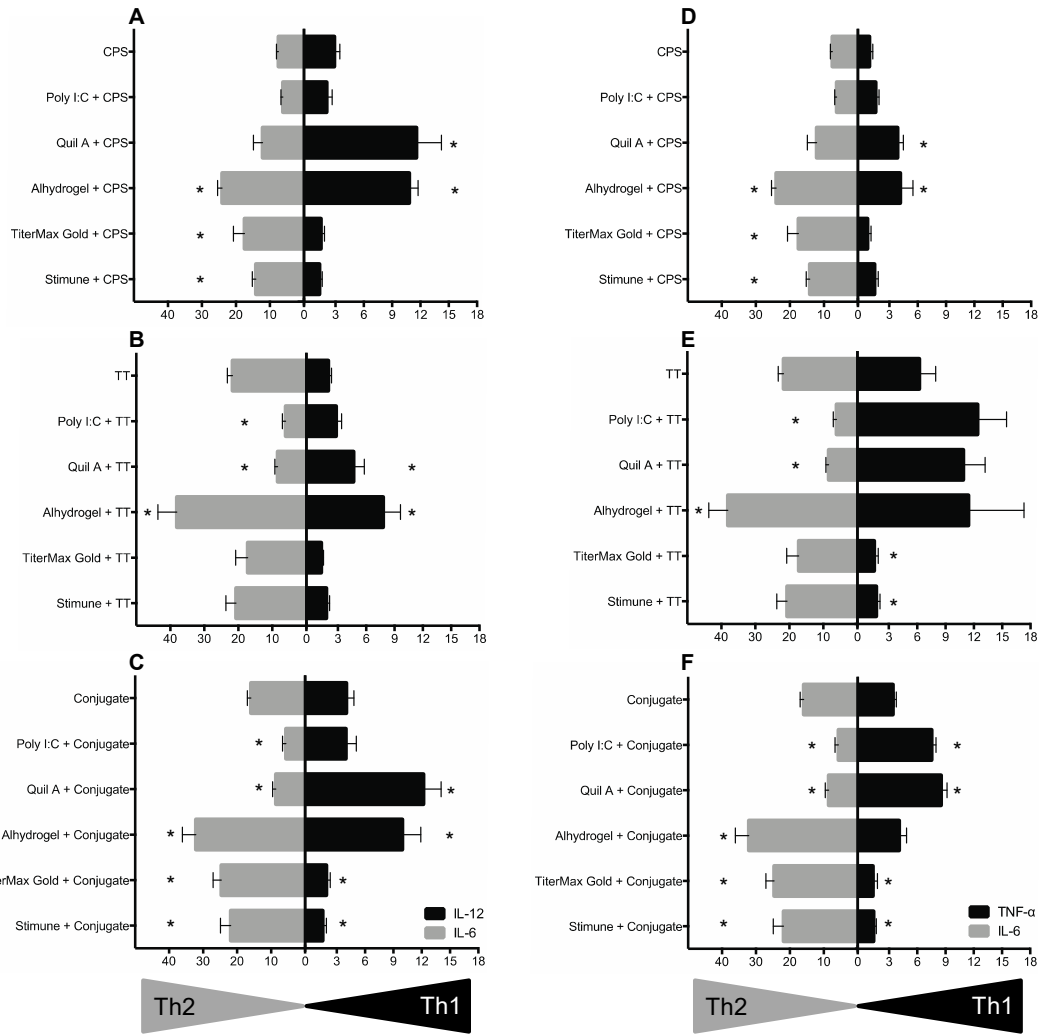 A
CPS
Poly I:C + CPS
Quil A + CPS
*
Alhydrogel + CPS
* *
TiterMax Gold + CPS
*
Stimune + CPS
*
40 30 20 10 0 3 6 9 12 15 18
B
TT
Poly I:C + TT
*
Quil A + TT
* *
Alhydrogel + TT
* *
TiterMax Gold + TT
Stimune + TT
40 30 20 10 0 3 6 9 12 15 18
C
Conjugate
Poly I:C + Conjugate
*
Quil A + Conjugate
* *
Alhydrogel + Conjugate
* *
erMax Gold + Conjugate
* *
Stimune + Conjugate
* *
IL-12
IL-6
40 30 20 10 0 3 6 9 12 15 18
Th2 Th1
D
CPS
Poly I:C + CPS
Quil A + CPS
*
Alhydrogel + CPS
* *
TiterMax Gold + CPS
*
Stimune + CPS
*
40 30 20 10 0 3 6 9 12 15 18
E
TT
Poly I:C + TT
*
Quil A + TT
*
Alhydrogel + TT
*
TiterMax Gold + TT
*
Stimune + TT
*
40 30 20 10 0 3 6 9 12 15 18
F
Conjugate
Poly I:C + Conjugate
* *
Quil A + Conjugate
* *
Alhydrogel + Conjugate
*
TiterMax Gold + Conjugate
* *
Stimune + Conjugate
* *
TNF-α
IL-6
40 30 20 10 0 3 6 9 12 15 18
Th2 Th1